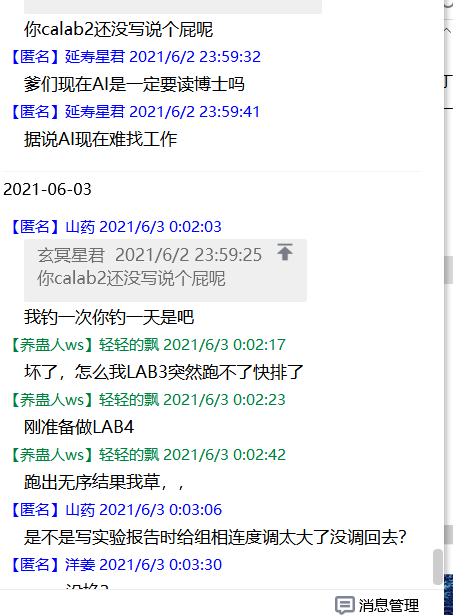 你calab2还没写说个屁呢
【匿名】延寿星君 2021/6/2 23:59:32
爹们现在AI是一定要读博士吗
【匿名】延寿星君 2021/6/2 23:59:41
据说AI现在难找工作
2021-06-03
【匿名】山药 2021/6/3 0:02:03
玄冥星君 2021/6/2 23:59:25
你calab2还没写说个屁呢
我钓一次你钓一天是吧
【养蛊人ws】轻轻的飘 2021/6/3 0:02:17
坏了，怎么我LAB3突然跑不了快排了
【养蛊人ws】轻轻的飘 2021/6/3 0:02:23
刚准备做LAB4
【养蛊人ws】轻轻的飘 2021/6/3 0:02:42
跑出无序结果我草，，
【匿名】山药 2021/6/3 0:03:06
是不是写实验报告时给组相连度调太大了没调回去?
【匿名】洋姜 2021/6/3 0:03:30
消息管理